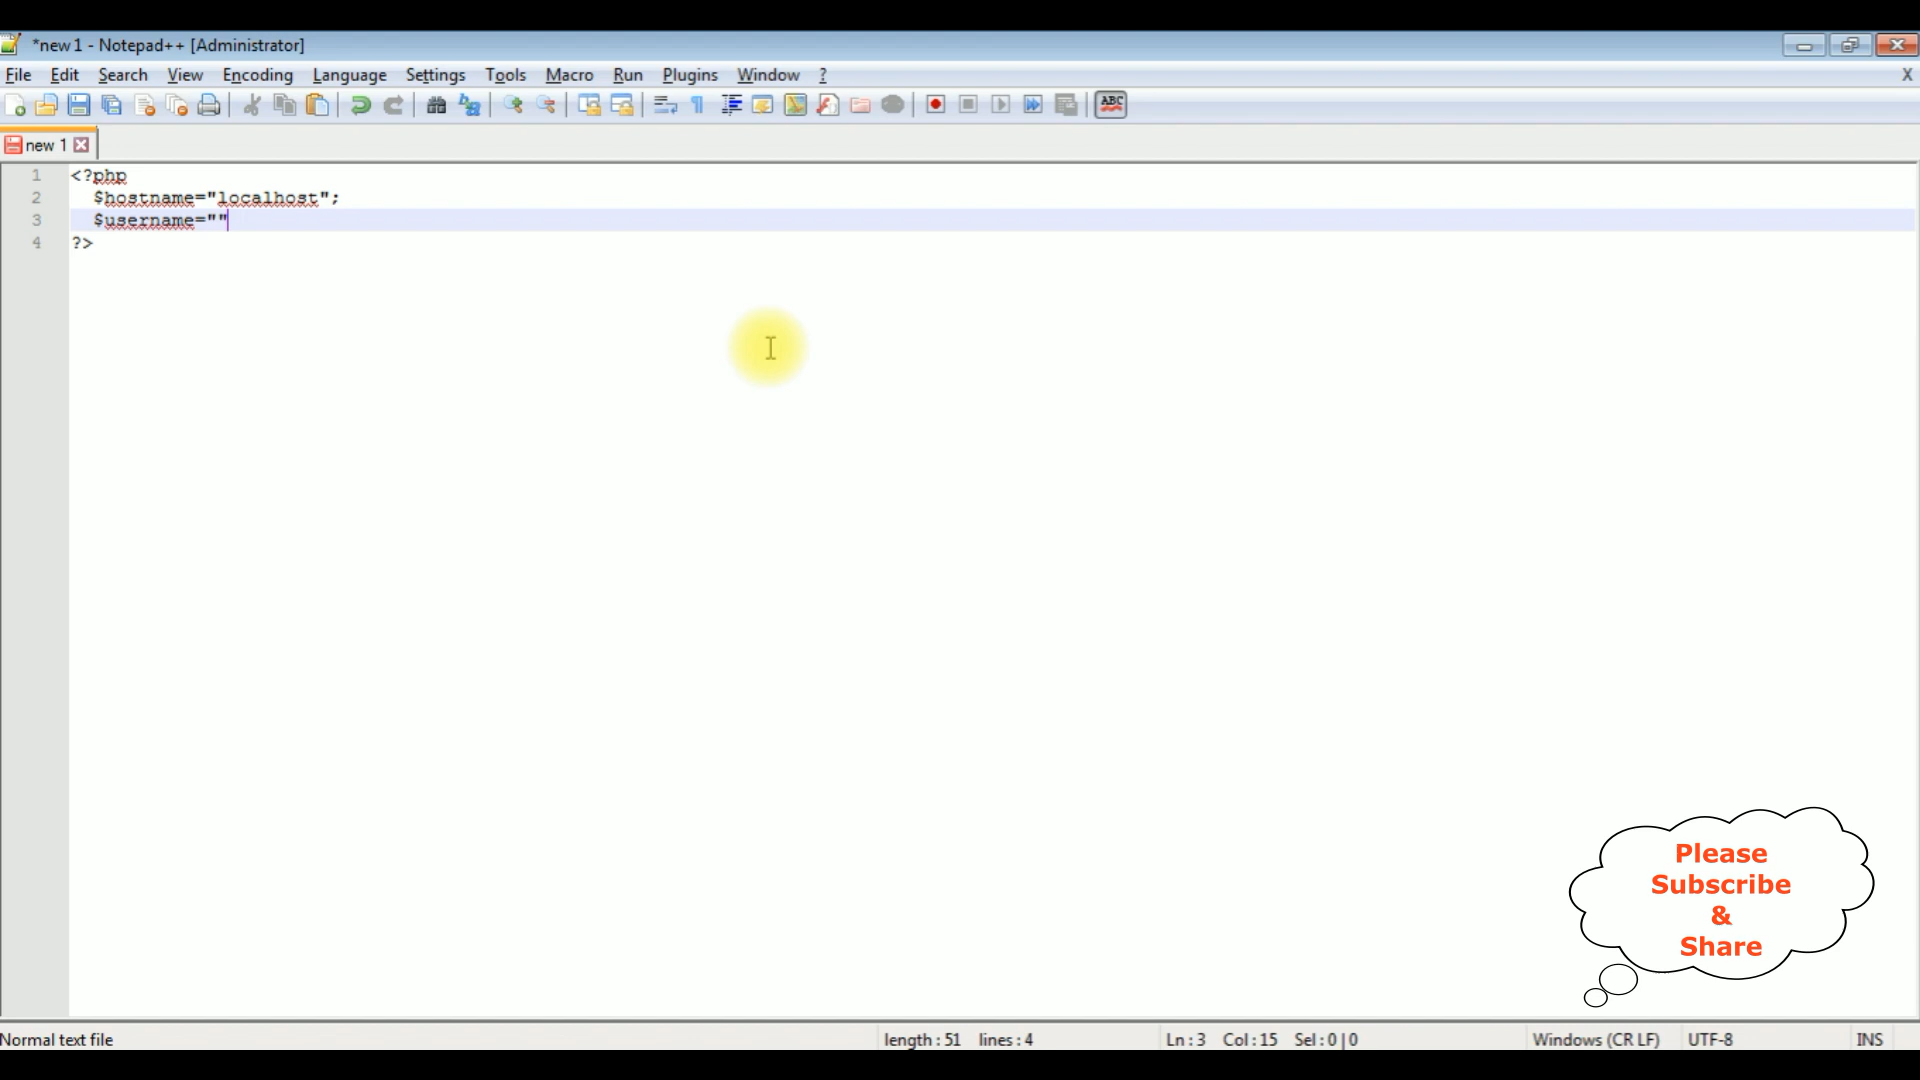 *new 1 - Notepad++ [Administrator]
File Edit Search View Encoding Language Settings Tools Macro Run Plugins Window ? X
ABC
new 1
1 <?php
2 $hostname="localhost";
3 $username=""
4 ?>
Please
Subscribe
&
Share
Normal text file length : 51 lines : 4 Ln : 3 Col : 15 Sel : 0 | 0 Windows (CR LF) UTF-8 INS